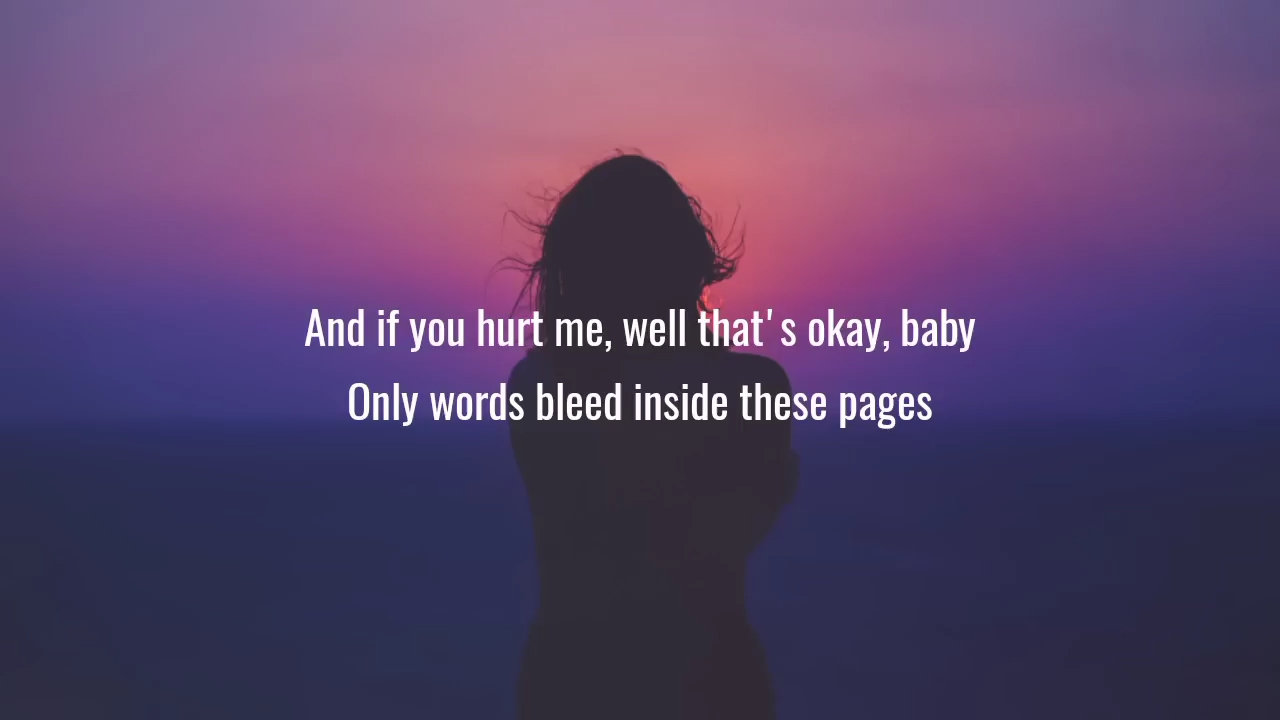 And if you hurt me, well that's okay, baby
Only words bleed inside these pages